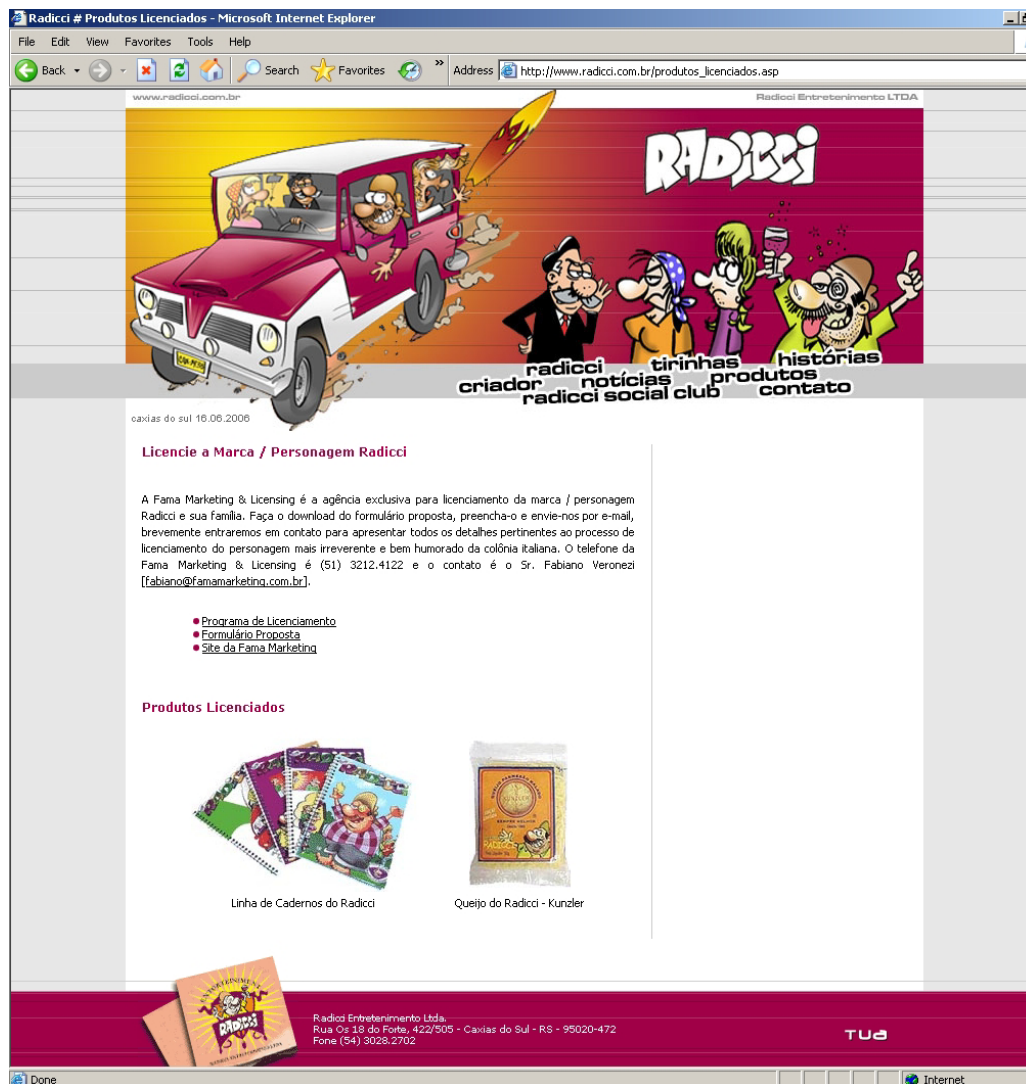 Radicci # Produtos Licenciados - Microsoft Internet Explorer
File Edit View Favorites Tools Help
Back Search Favorites Address http://www.radicci.com.br/produtos_licenciados.asp
www.radicci.com.br Radicci Entretenimento LTDA
RADICCI
radicci tirinhas histórias
criador notícias produtos
radicci social club contato
caxias do sul 16.06.2006
Licencie a Marca / Personagem Radicci
A Fama Marketing & Licensing é a agência exclusiva para licenciamento da marca / personagem
Radicci e sua família. Faça o download do formulário proposta, preencha-o e envie-nos por e-mail,
brevemente entraremos em contato para apresentar todos os detalhes pertinentes ao processo de
licenciamento do personagem mais irreverente e bem humorado da colônia italiana. O telefone da
Fama Marketing & Licensing é (51) 3212.4122 e o contato é o Sr. Fabiano Veronezi
[fabiano@famamarketing.com.br].
Programa de Licenciamento
Formulário Proposta
Site da Fama Marketing
Produtos Licenciados
KUNZLER
RADICCI
Linha de Cadernos do Radicci
Queijo do Radicci - Kunzler
RADICCI
Radicci Entretenimento Ltda.
Rua Os 18 do Forte, 422/505 - Caxias do Sul - RS - 95020-472
Fone (54) 3028.2702
TUA
Done Internet